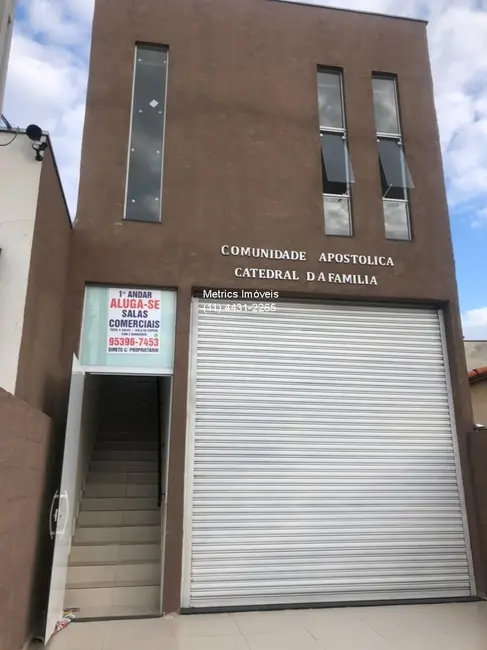 COMUNIDADE APOSTOLICA
CATEDRAL DA FAMILIA
Metrics Imóveis
(11) 4431-2265
1º ANDAR
ALUGA-SE
SALAS
COMERCIAIS
95396-7453
DIRETO C/ PROPRIETÁRIO